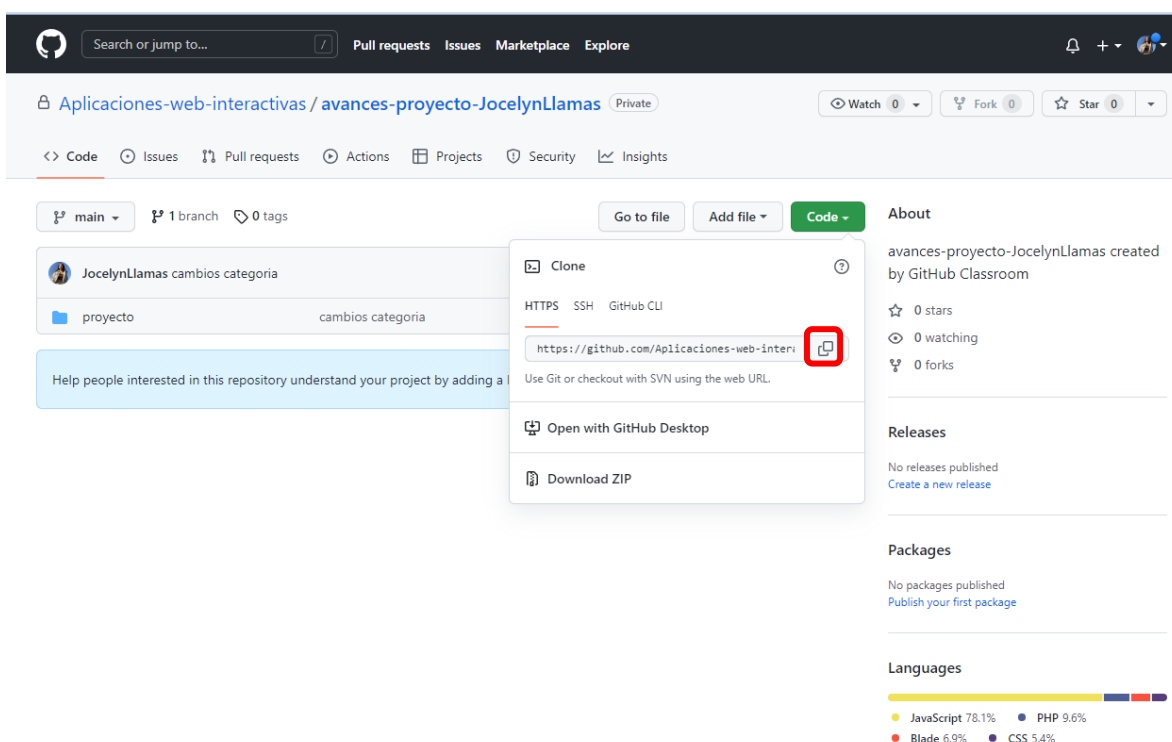 Search or jump to...
/
Pull requests Issues Marketplace Explore
Aplicaciones-web-interactivas / avances-proyecto-JocelynLlamas Private
Watch 0
Fork 0
Star 0
<> Code Issues Pull requests Actions Projects Security Insights
main 1 branch 0 tags
Go to file Add file Code
JocelynLlamas cambios categoria
proyecto cambios categoria
Help people interested in this repository understand your project by adding a
Clone
HTTPS SSH GitHub CLI
https://github.com/Aplicaciones-web-intera
Use Git or checkout with SVN using the web URL.
Open with GitHub Desktop
Download ZIP
About
avances-proyecto-JocelynLlamas created
by GitHub Classroom
0 stars
0 watching
0 forks
Releases
No releases published
Create a new release
Packages
No packages published
Publish your first package
Languages
JavaScript 78.1% PHP 9.6%
Blade 6.9% CSS 5.4%